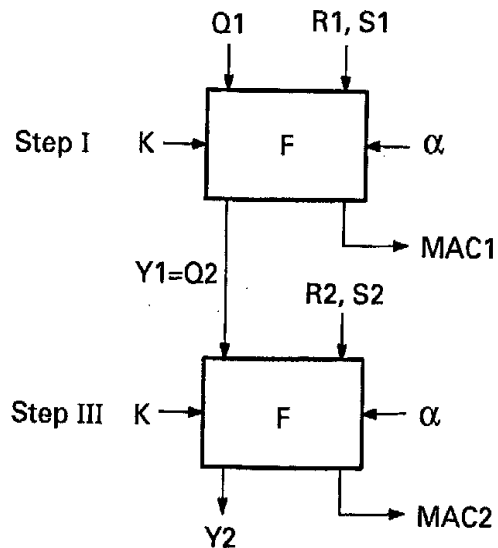 Q1
R1, S1
Step I
K
F
α
MAC1
Y1=Q2
R2, S2
Step III
K
F
α
MAC2
Y2